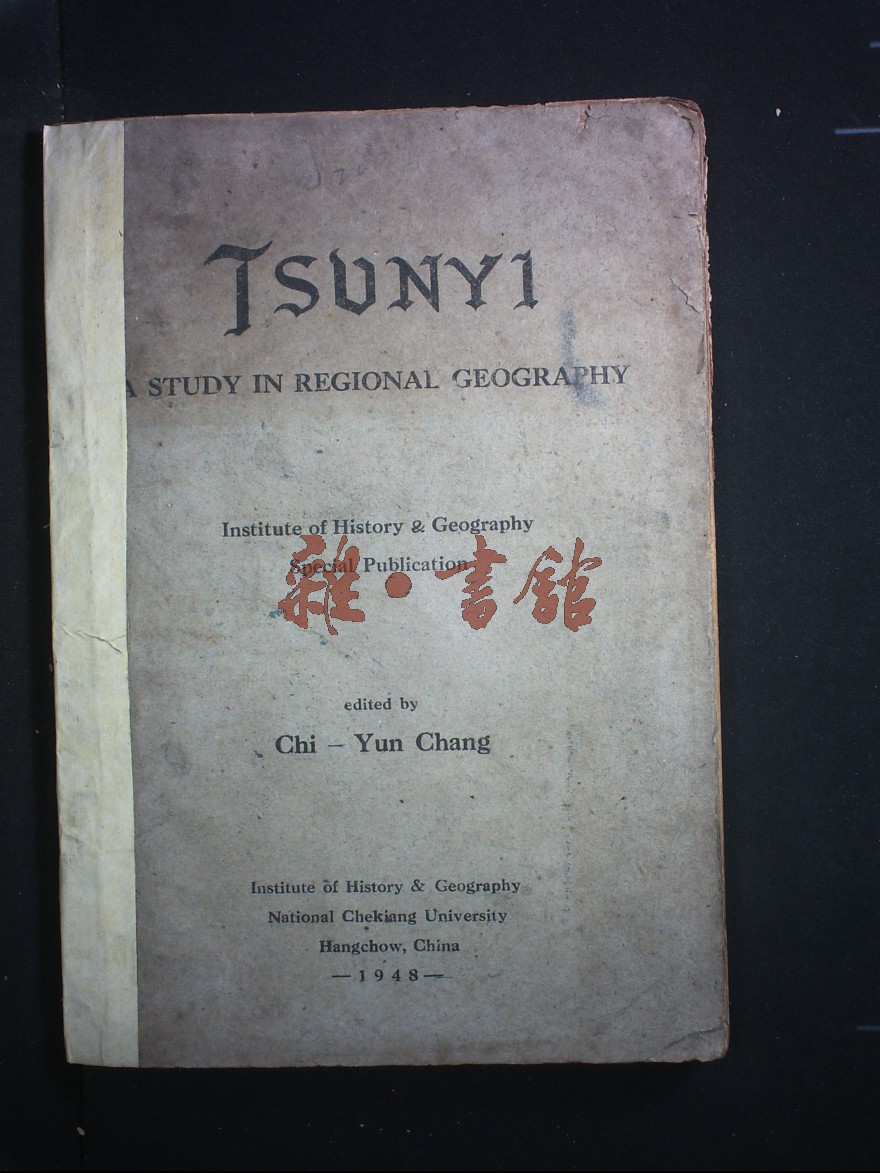 TSUNYI
A STUDY IN REGIONAL GEOGRAPHY
Institute of History & Geography
Special Publication
雜·書館
edited by
Chi – Yun Chang
Institute of History & Geography
National Chekiang University
Hangchow, China
—1948—